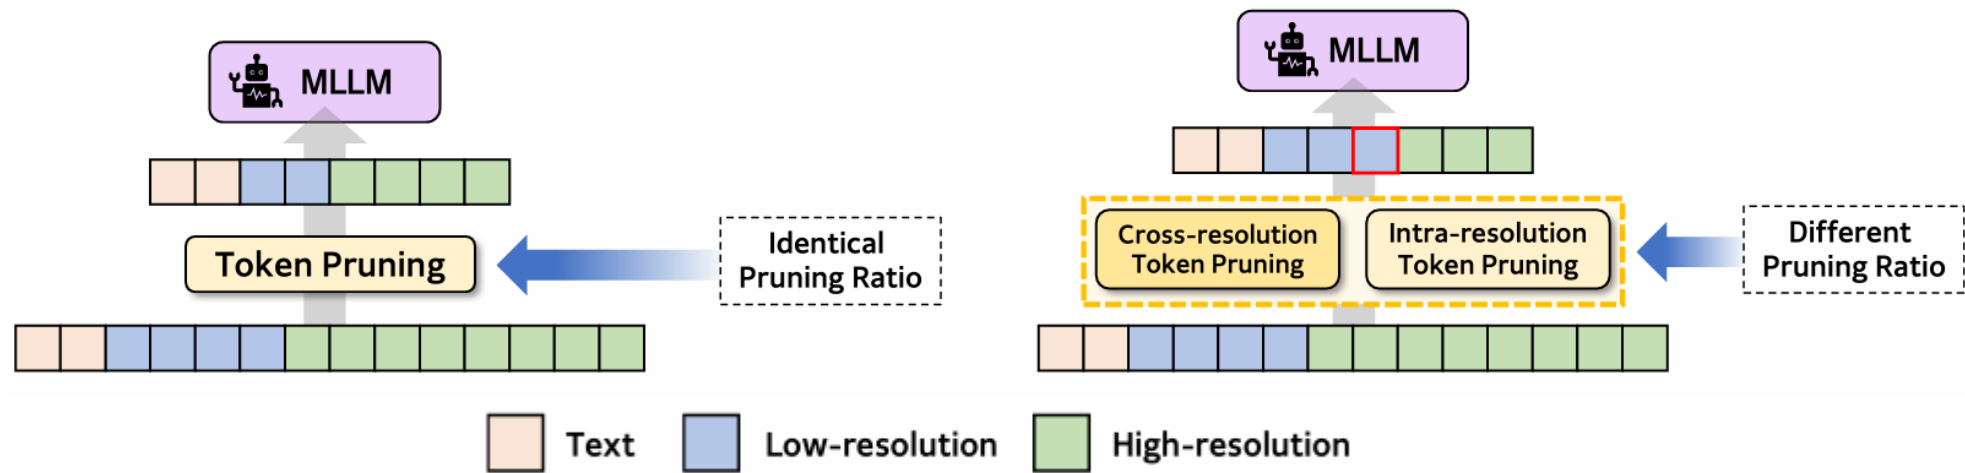 MLLM
Token Pruning
Identical
Pruning Ratio
MLLM
Cross-resolution
Token Pruning
Intra-resolution
Token Pruning
Different
Pruning Ratio
Text
Low-resolution
High-resolution